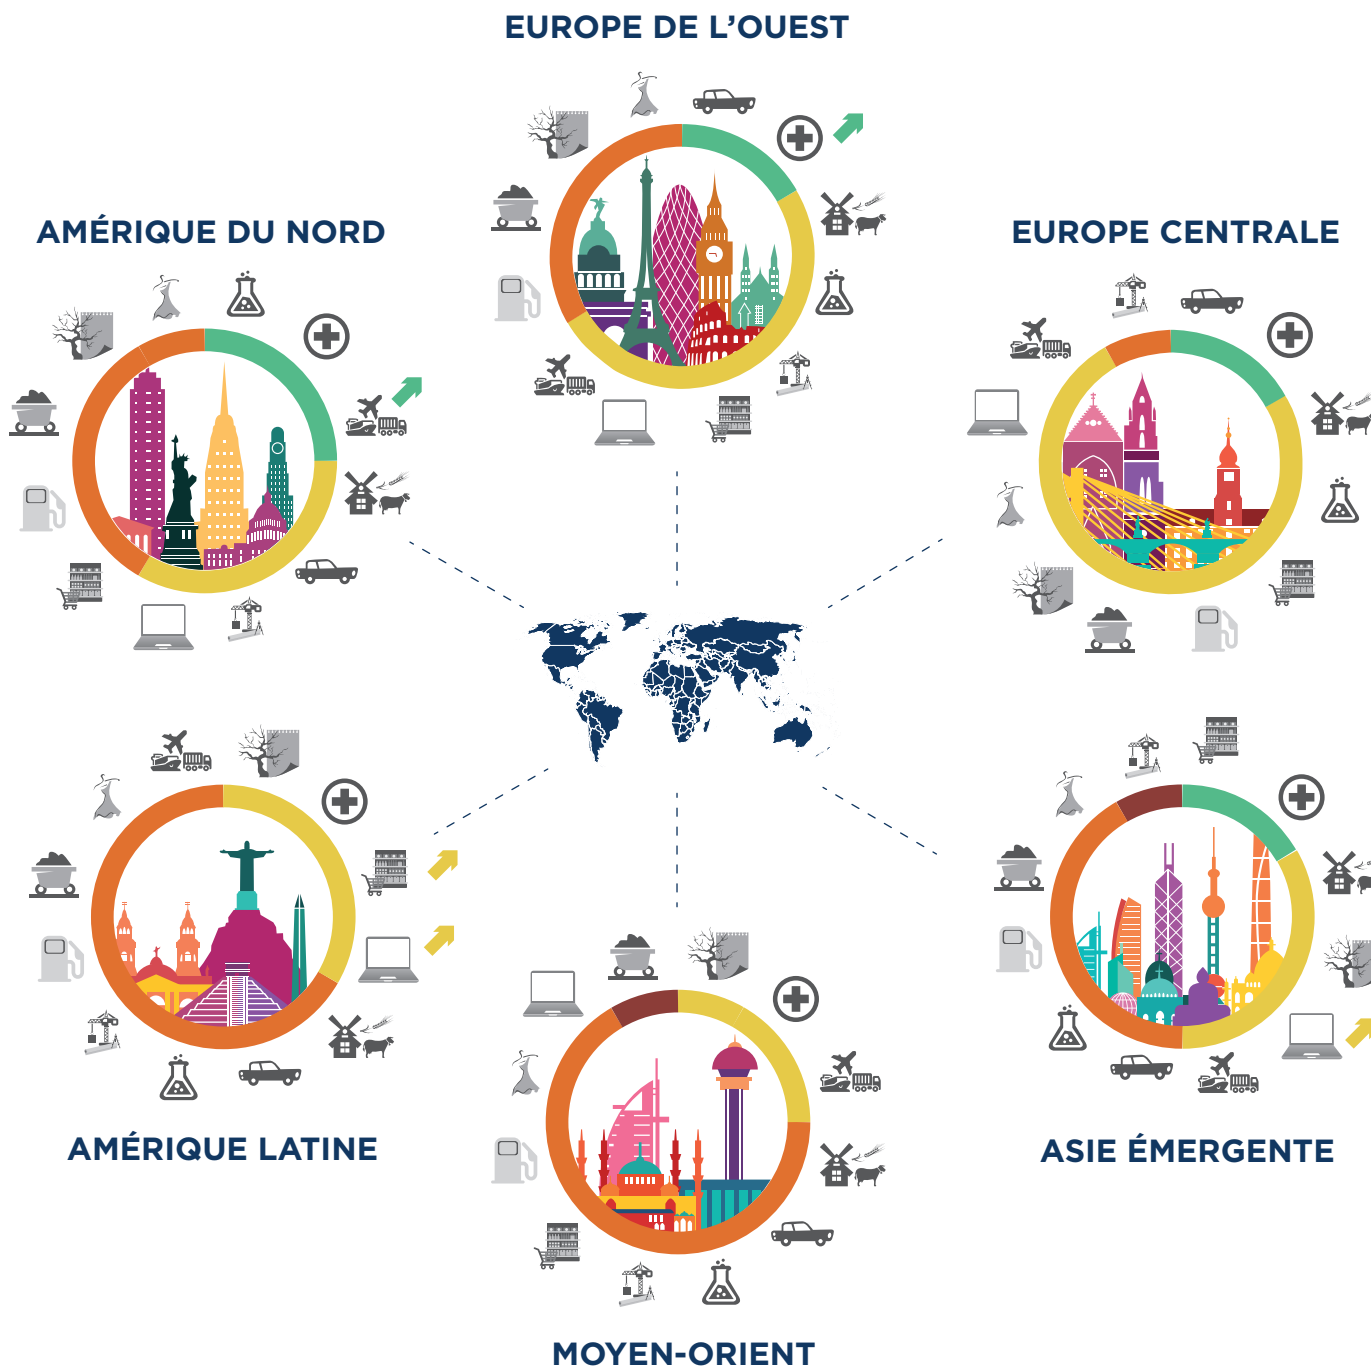 EUROPE DE L’OUEST
AMÉRIQUE DU NORD
EUROPE CENTRALE
AMÉRIQUE LATINE
ASIE ÉMERGENTE
MOYEN-ORIENT